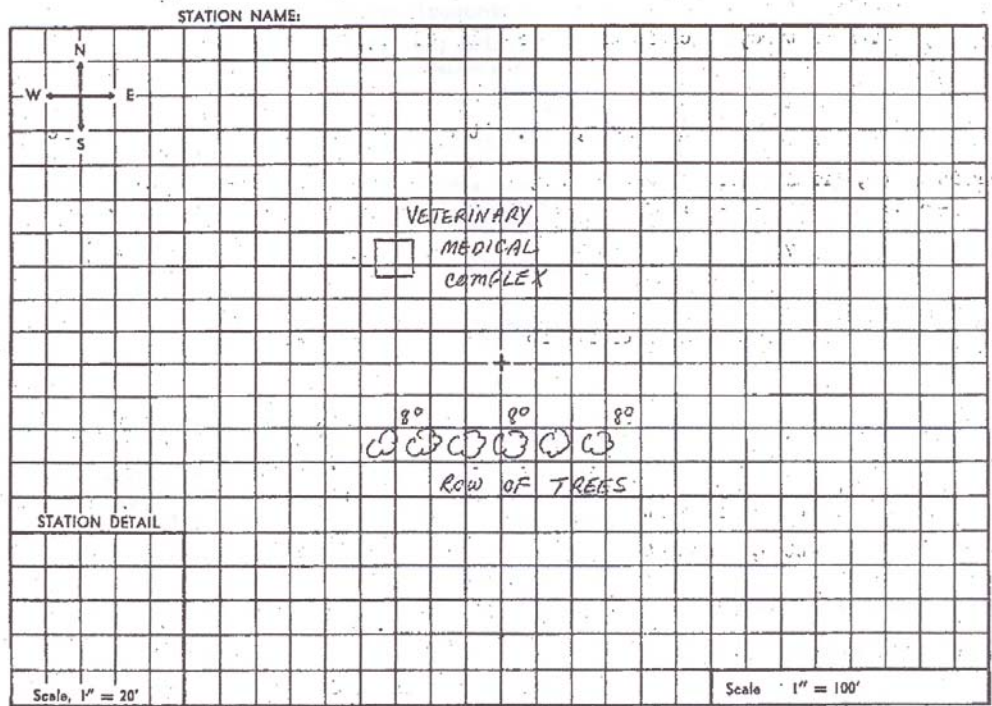 STATION NAME:
N
W E
S
VETERINARY
MEDICAL
COMPLEX
8° 8° 8°
ROW OF TREES
STATION DETAIL
Scale, 1" = 20'
Scale 1" = 100'